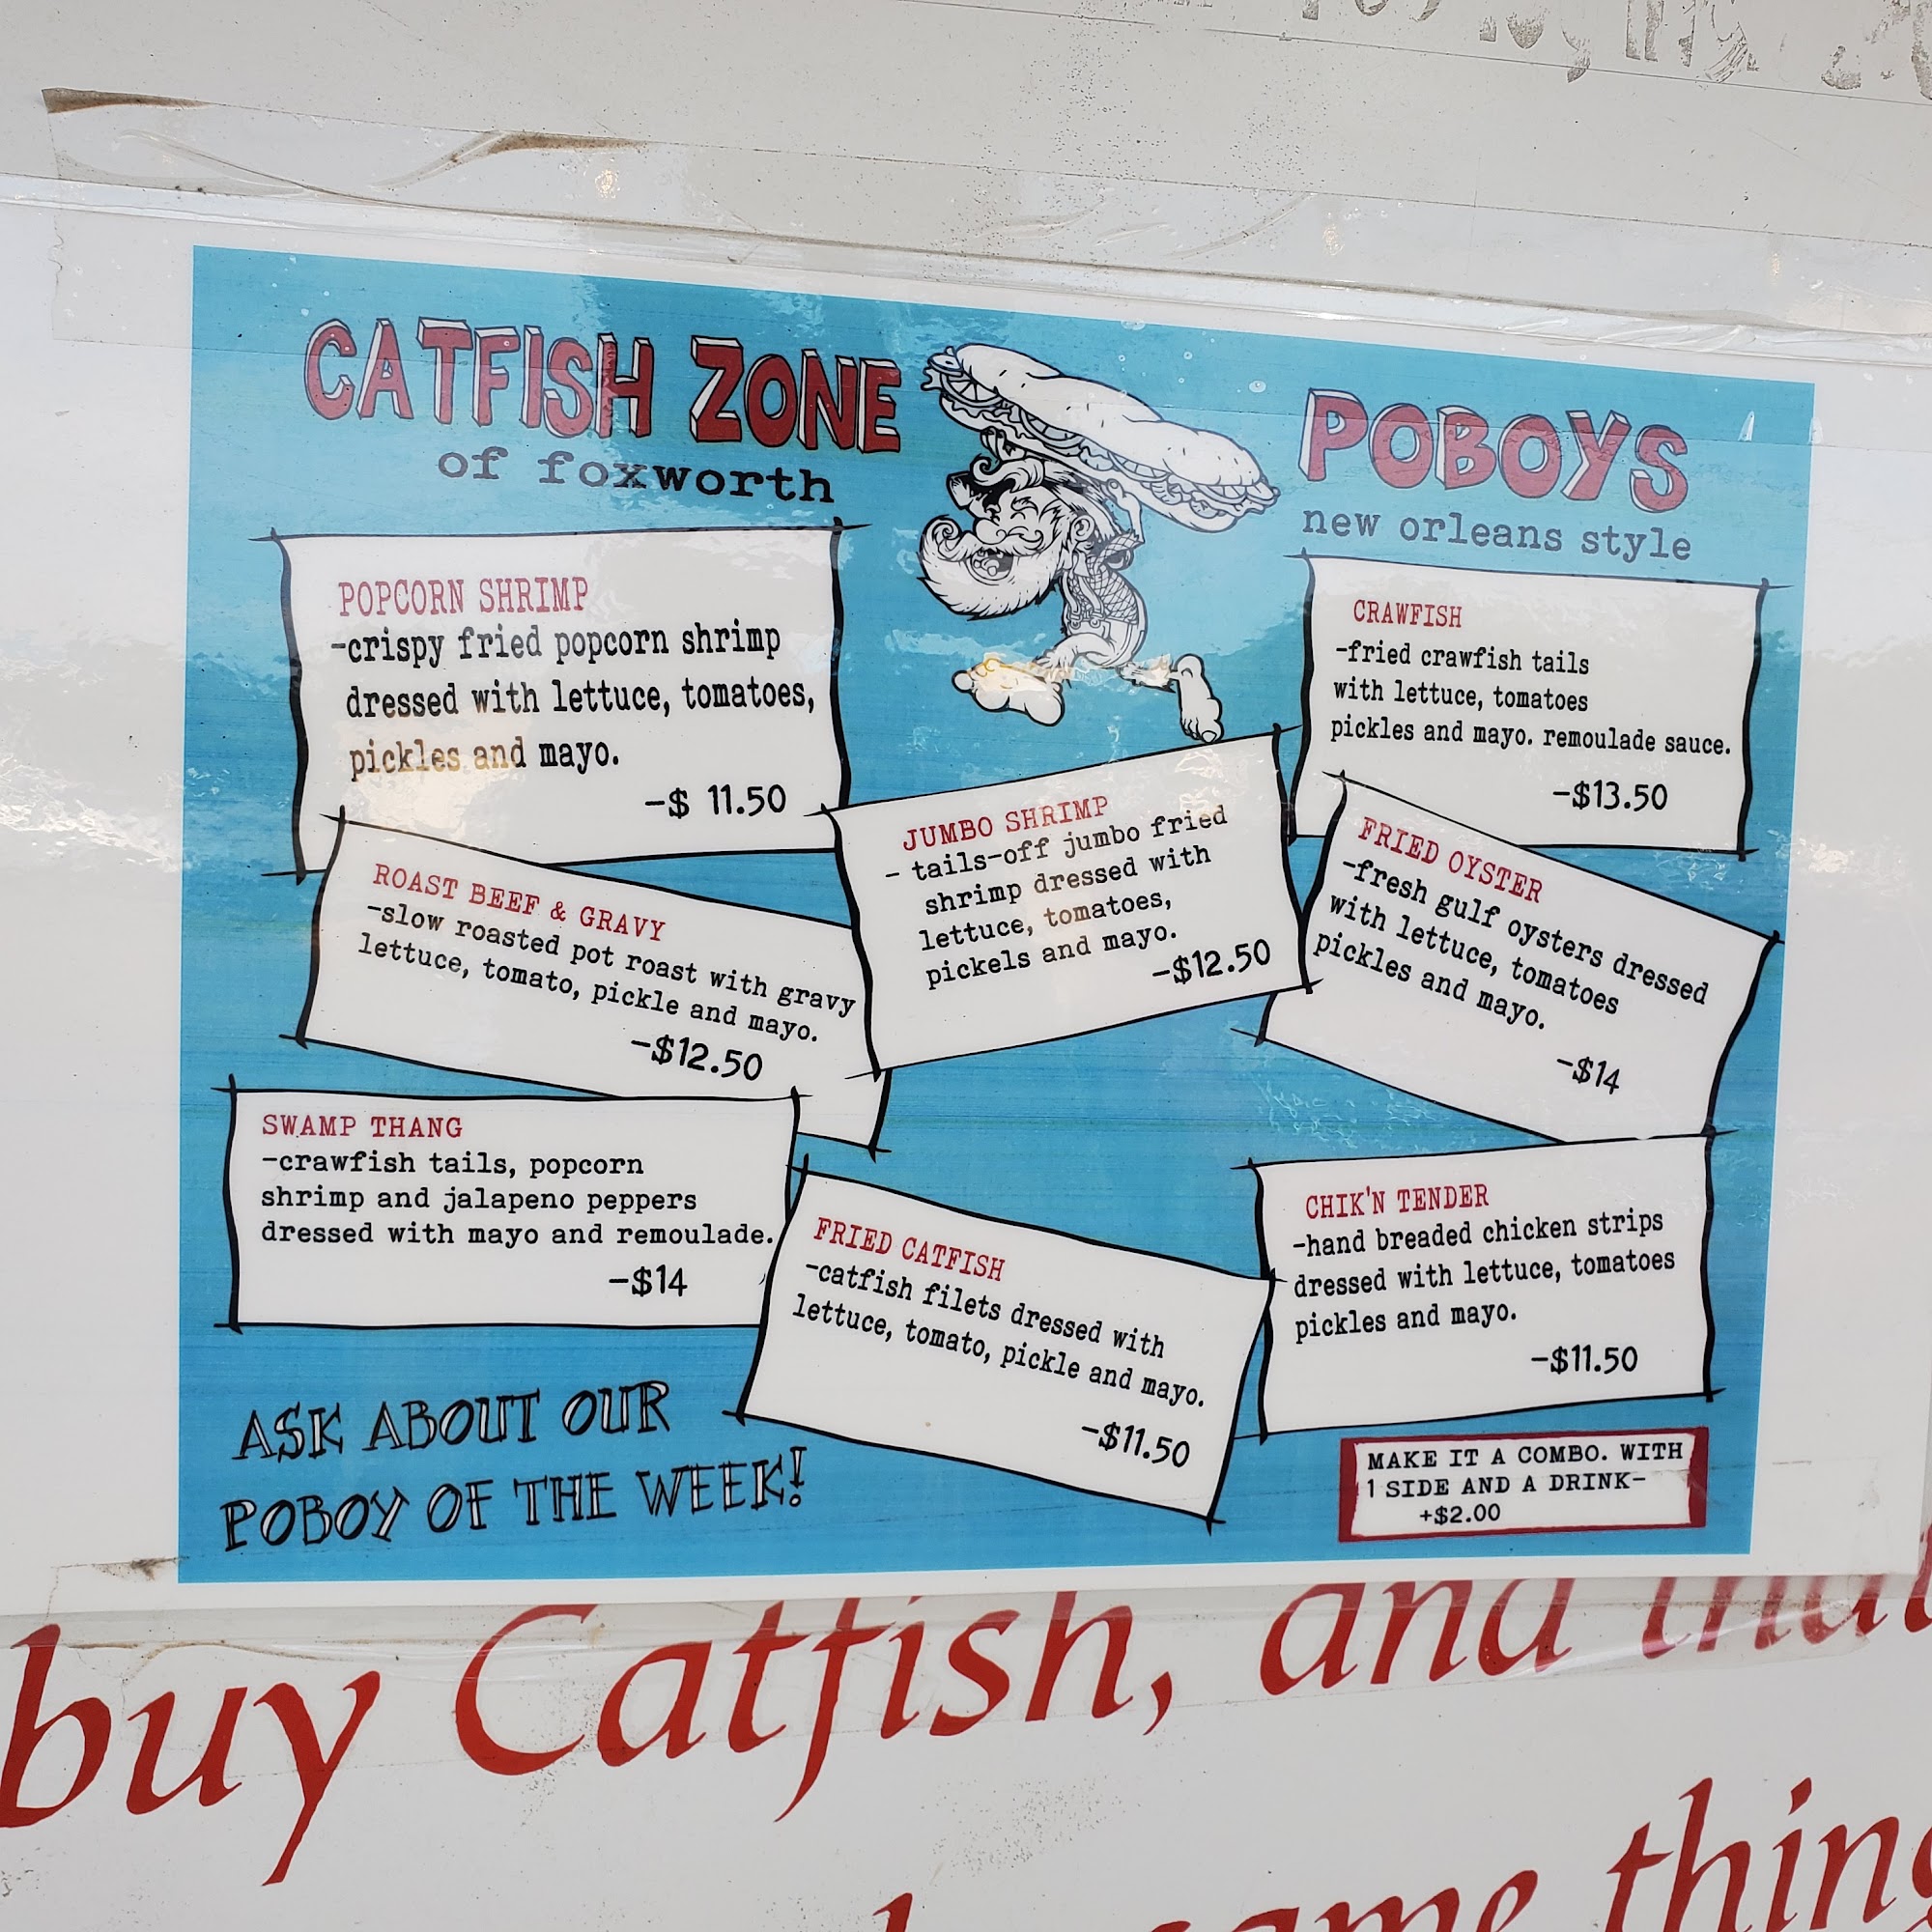 CATFISH ZONE
of foxworth
POBOYS
new orleans style
POPCORN SHRIMP
-crispy fried popcorn shrimp
dressed with lettuce, tomatoes,
pickles and mayo.
-$ 11.50
CRAWFISH
-fried crawfish tails
with lettuce, tomatoes
pickles and mayo. remoulade sauce.
-$13.50
ROAST BEEF & GRAVY
-slow roasted pot roast with gravy
lettuce, tomato, pickle and mayo.
-$12.50
JUMBO SHRIMP
- tails-off jumbo fried
shrimp dressed with
lettuce, tomatoes,
pickels and mayo.
-$12.50
FRIED OYSTER
-fresh gulf oysters dressed
with lettuce, tomatoes
pickles and mayo.
-$14
SWAMP THANG
-crawfish tails, popcorn
shrimp and jalapeno peppers
dressed with mayo and remoulade.
-$14
FRIED CATFISH
-catfish filets dressed with
lettuce, tomato, pickle and mayo.
-$11.50
CHIK'N TENDER
-hand breaded chicken strips
dressed with lettuce, tomatoes
pickles and mayo.
-$11.50
ASK ABOUT OUR
POBOY OF THE WEEK!
MAKE IT A COMBO. WITH
1 SIDE AND A DRINK-
+$2.00
buy Catfish, and that
same thing